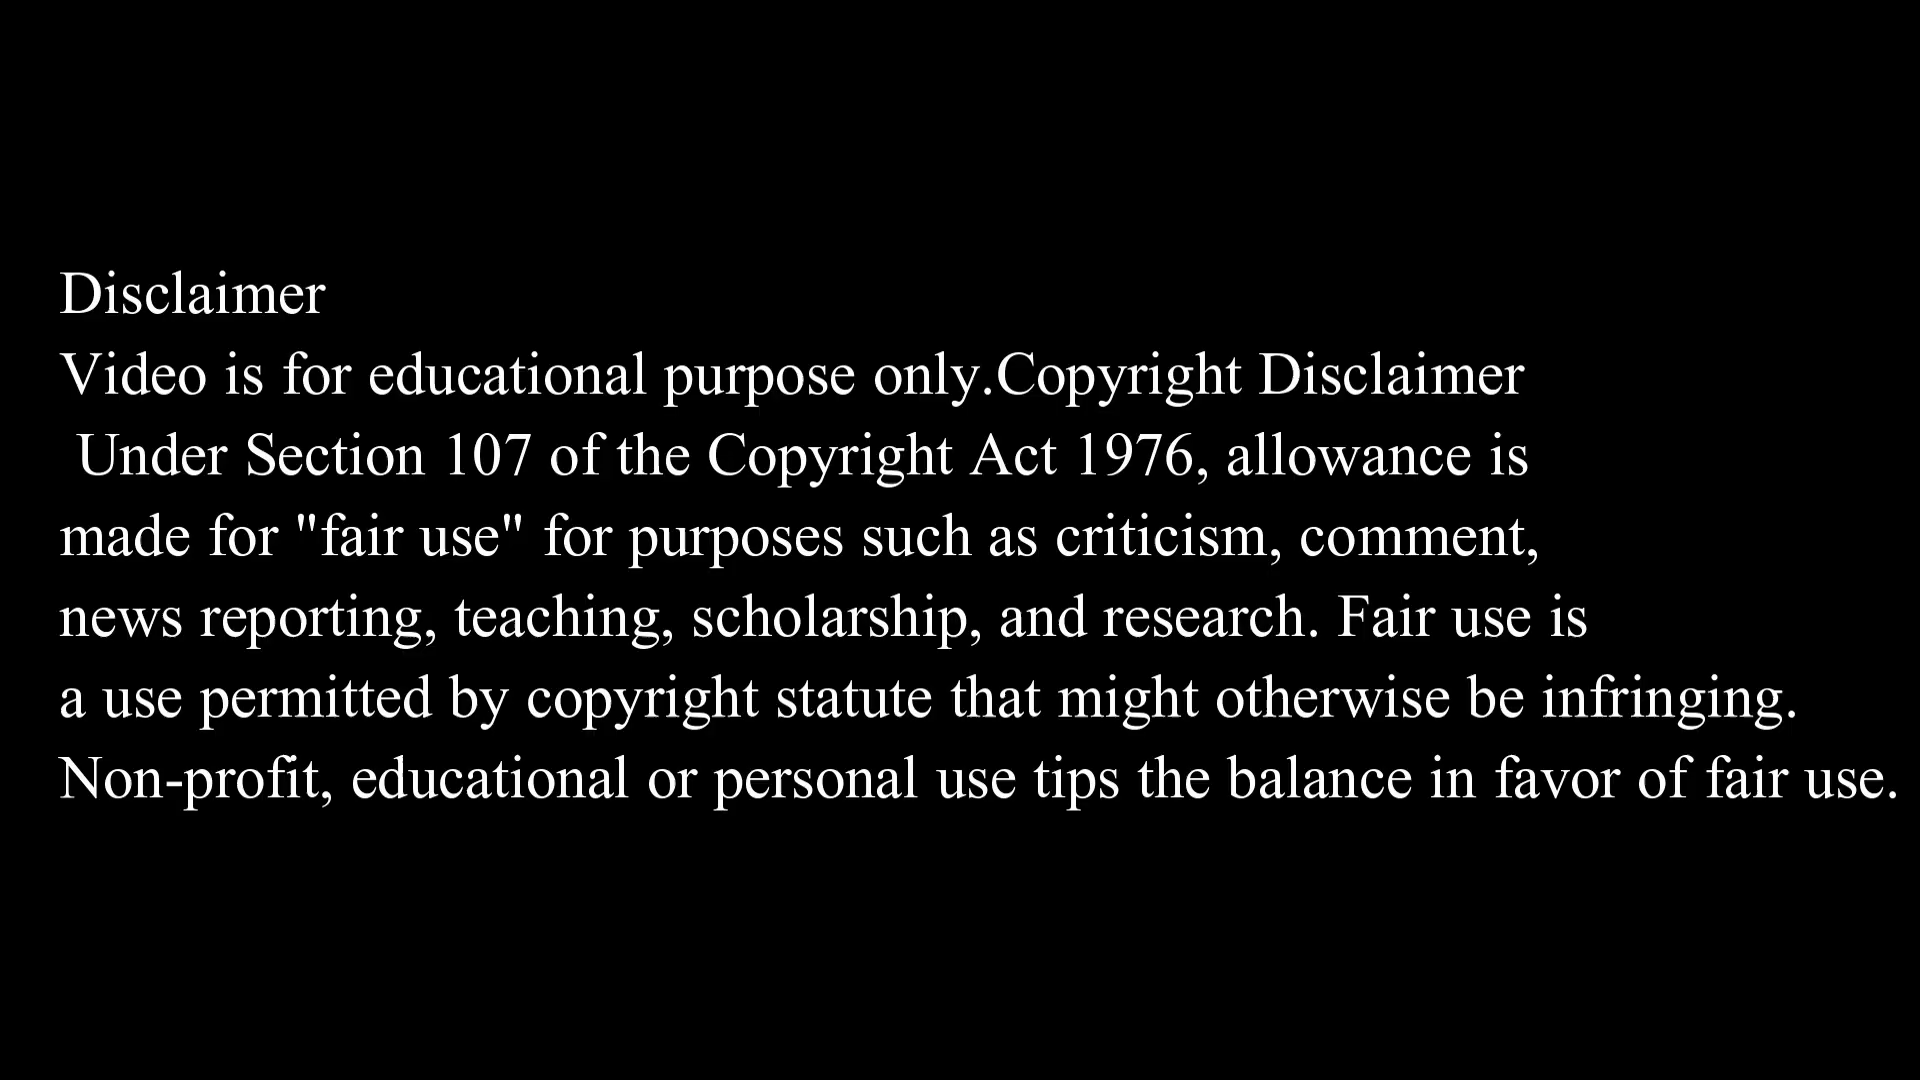 Disclaimer
Video is for educational purpose only.Copyright Disclaimer
Under Section 107 of the Copyright Act 1976, allowance is
made for "fair use" for purposes such as criticism, comment,
news reporting, teaching, scholarship, and research. Fair use is
a use permitted by copyright statute that might otherwise be infringing.
Non-profit, educational or personal use tips the balance in favor of fair use.